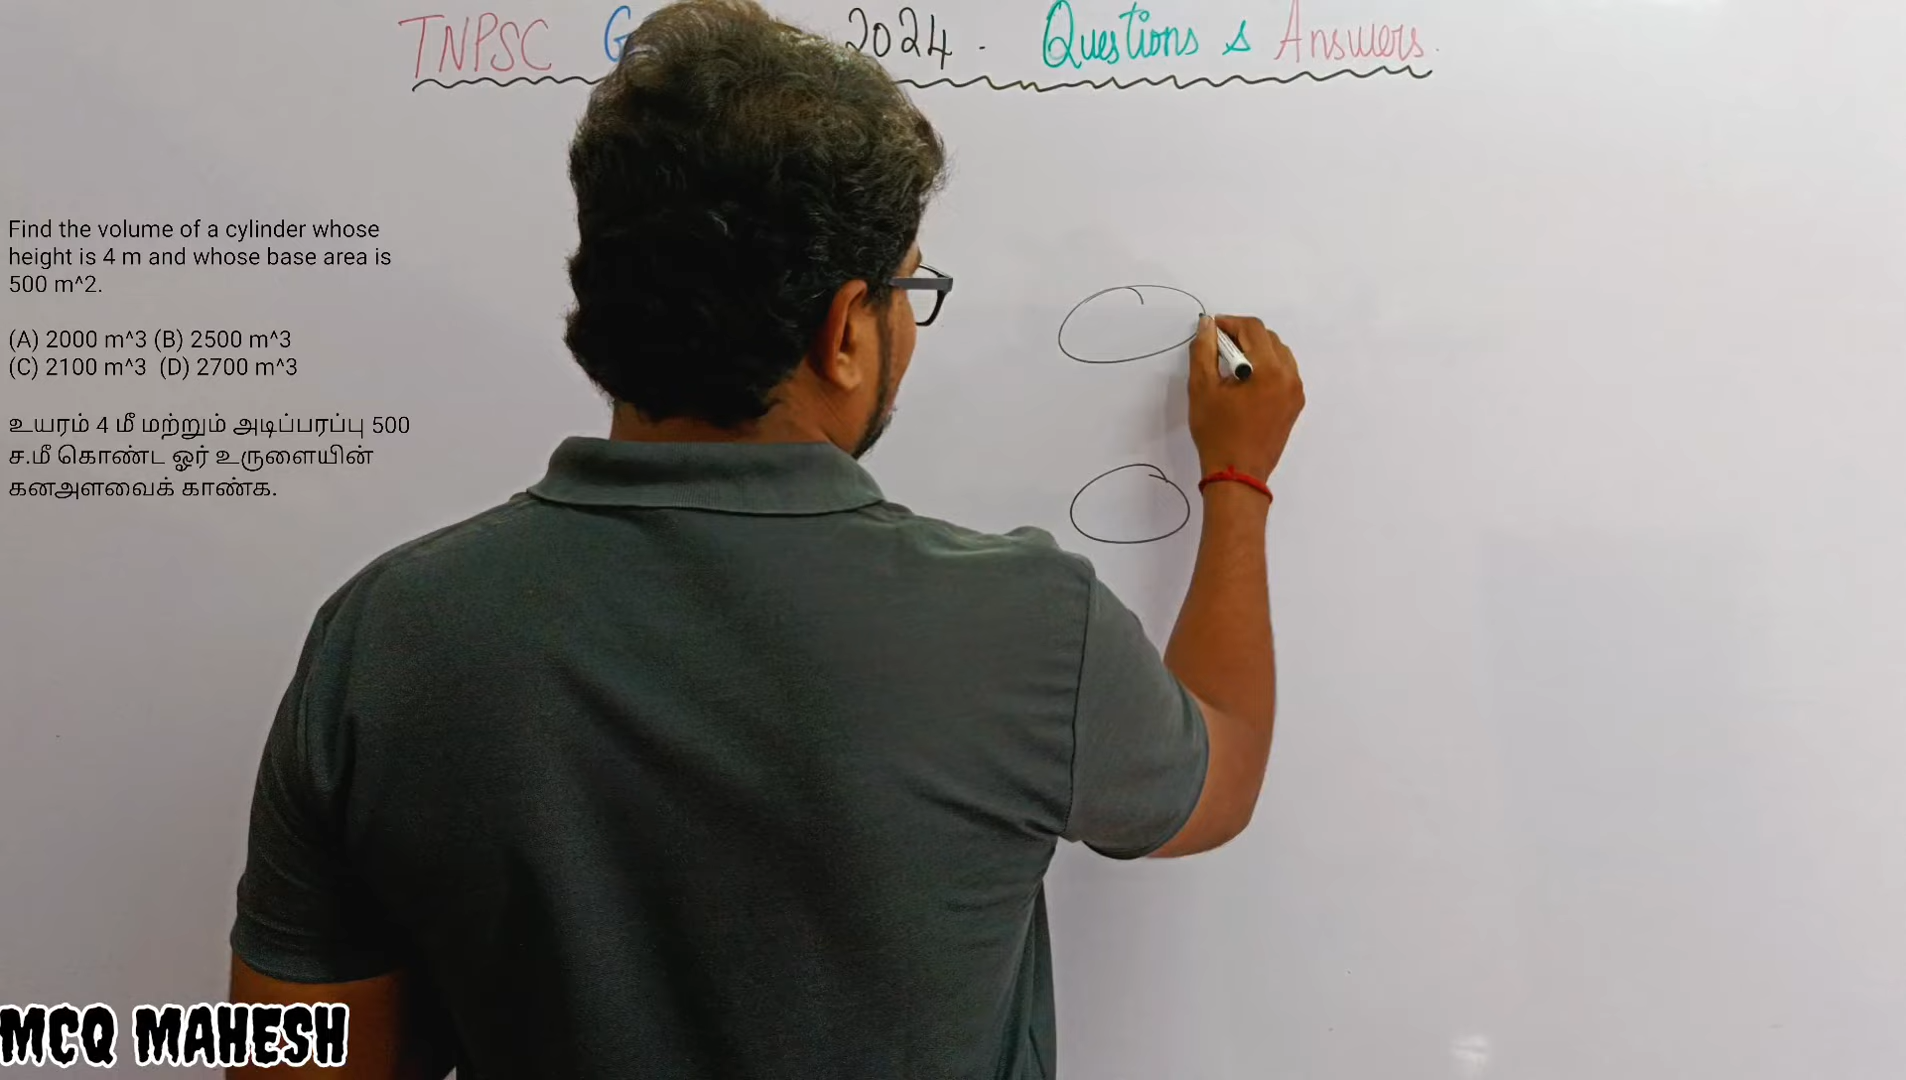 TNPSC 2024 - Questions & Answers.
Find the volume of a cylinder whose
height is 4 m and whose base area is
500 m^2.
(A) 2000 m^3 (B) 2500 m^3
(C) 2100 m^3 (D) 2700 m^3
உயரம் 4 மீ மற்றும் அடிப்பரப்பு 500
ச.மீ கொண்ட ஓர் உருளையின்
கனஅளவைக் காண்க.
MCQ MAHESH